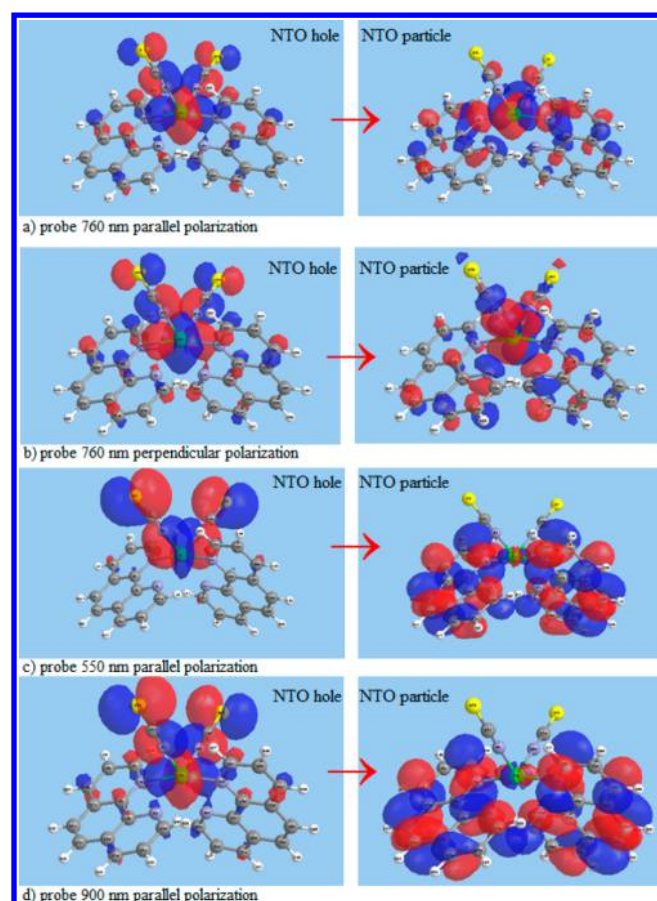 NTO hole
NTO particle
a) probe 760 nm parallel polarization
NTO hole
NTO particle
b) probe 760 nm perpendicular polarization
NTO hole
NTO particle
c) probe 550 nm parallel polarization
NTO hole
NTO particle
d) probe 900 nm parallel polarization